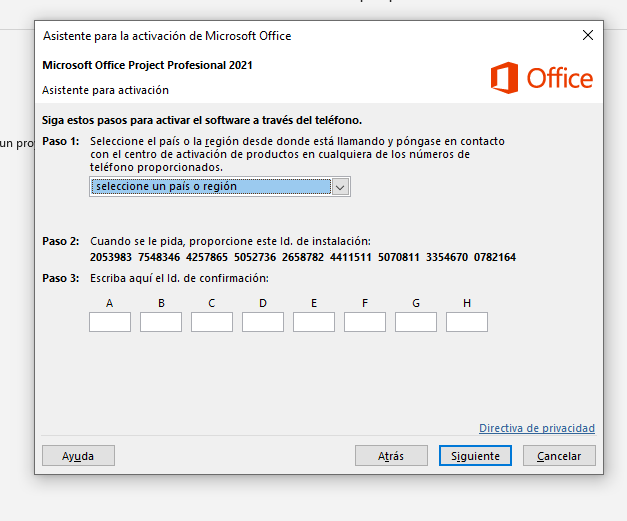 Asistente para la activación de Microsoft Office
Microsoft Office Project Profesional 2021
Office
Asistente para activación
Siga estos pasos para activar el software a través del teléfono.
un pro
Paso 1: Seleccione el país o la región desde donde está llamando y póngase en contacto
con el centro de activación de productos en cualquiera de los números de
teléfono proporcionados.
seleccione un país o región
Paso 2: Cuando se le pida, proporcione este Id. de instalación:
2053983 7548346 4257865 5052736 2658782 4411511 5070811 3354670 0782164
Paso 3: Escriba aquí el Id. de confirmación:
A B C D E F G H
Directiva de privacidad
Ayuda Atrás Siguiente Cancelar